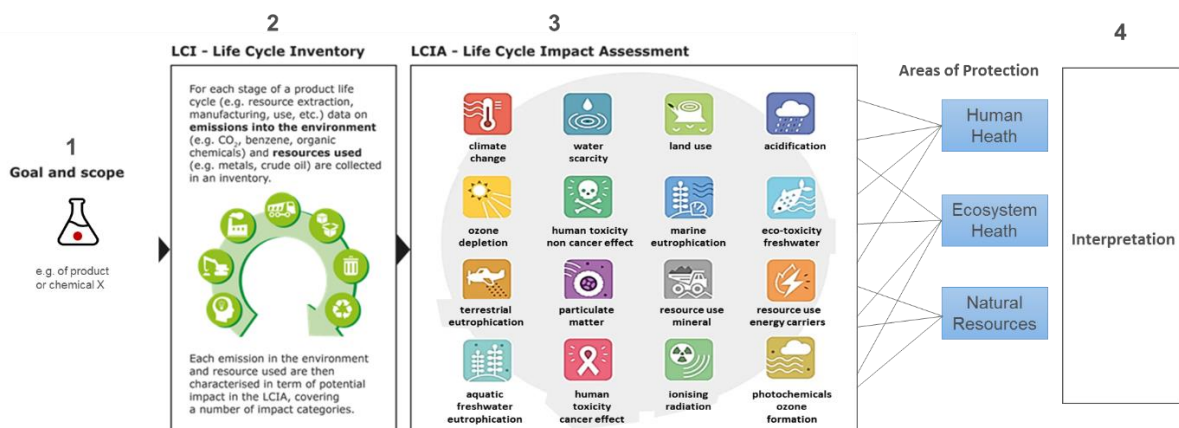 1
Goal and scope
e.g. of product
or chemical X
2
LCI - Life Cycle Inventory
For each stage of a product life
cycle (e.g. resource extraction,
manufacturing, use, etc.) data on
emissions into the environment
(e.g. CO2, benzene, organic
chemicals) and resources used
(e.g. metals, crude oil) are collected
in an inventory.
Each emission in the environment
and resource used are then
characterised in term of potential
impact in the LCIA, covering
a number of impact categories.
3
LCIA - Life Cycle Impact Assessment
climate
change
water
scarcity
land use
acidification
ozone
depletion
human toxicity
non cancer effect
marine
eutrophication
eco-toxicity
freshwater
terrestrial
eutrophication
particulate
matter
resource use
mineral
resource use
energy carriers
aquatic
freshwater
eutrophication
human
toxicity
cancer effect
ionising
radiation
photochemicals
ozone
formation
Areas of Protection
Human
Heath
Ecosystem
Heath
Natural
Resources
4
Interpretation